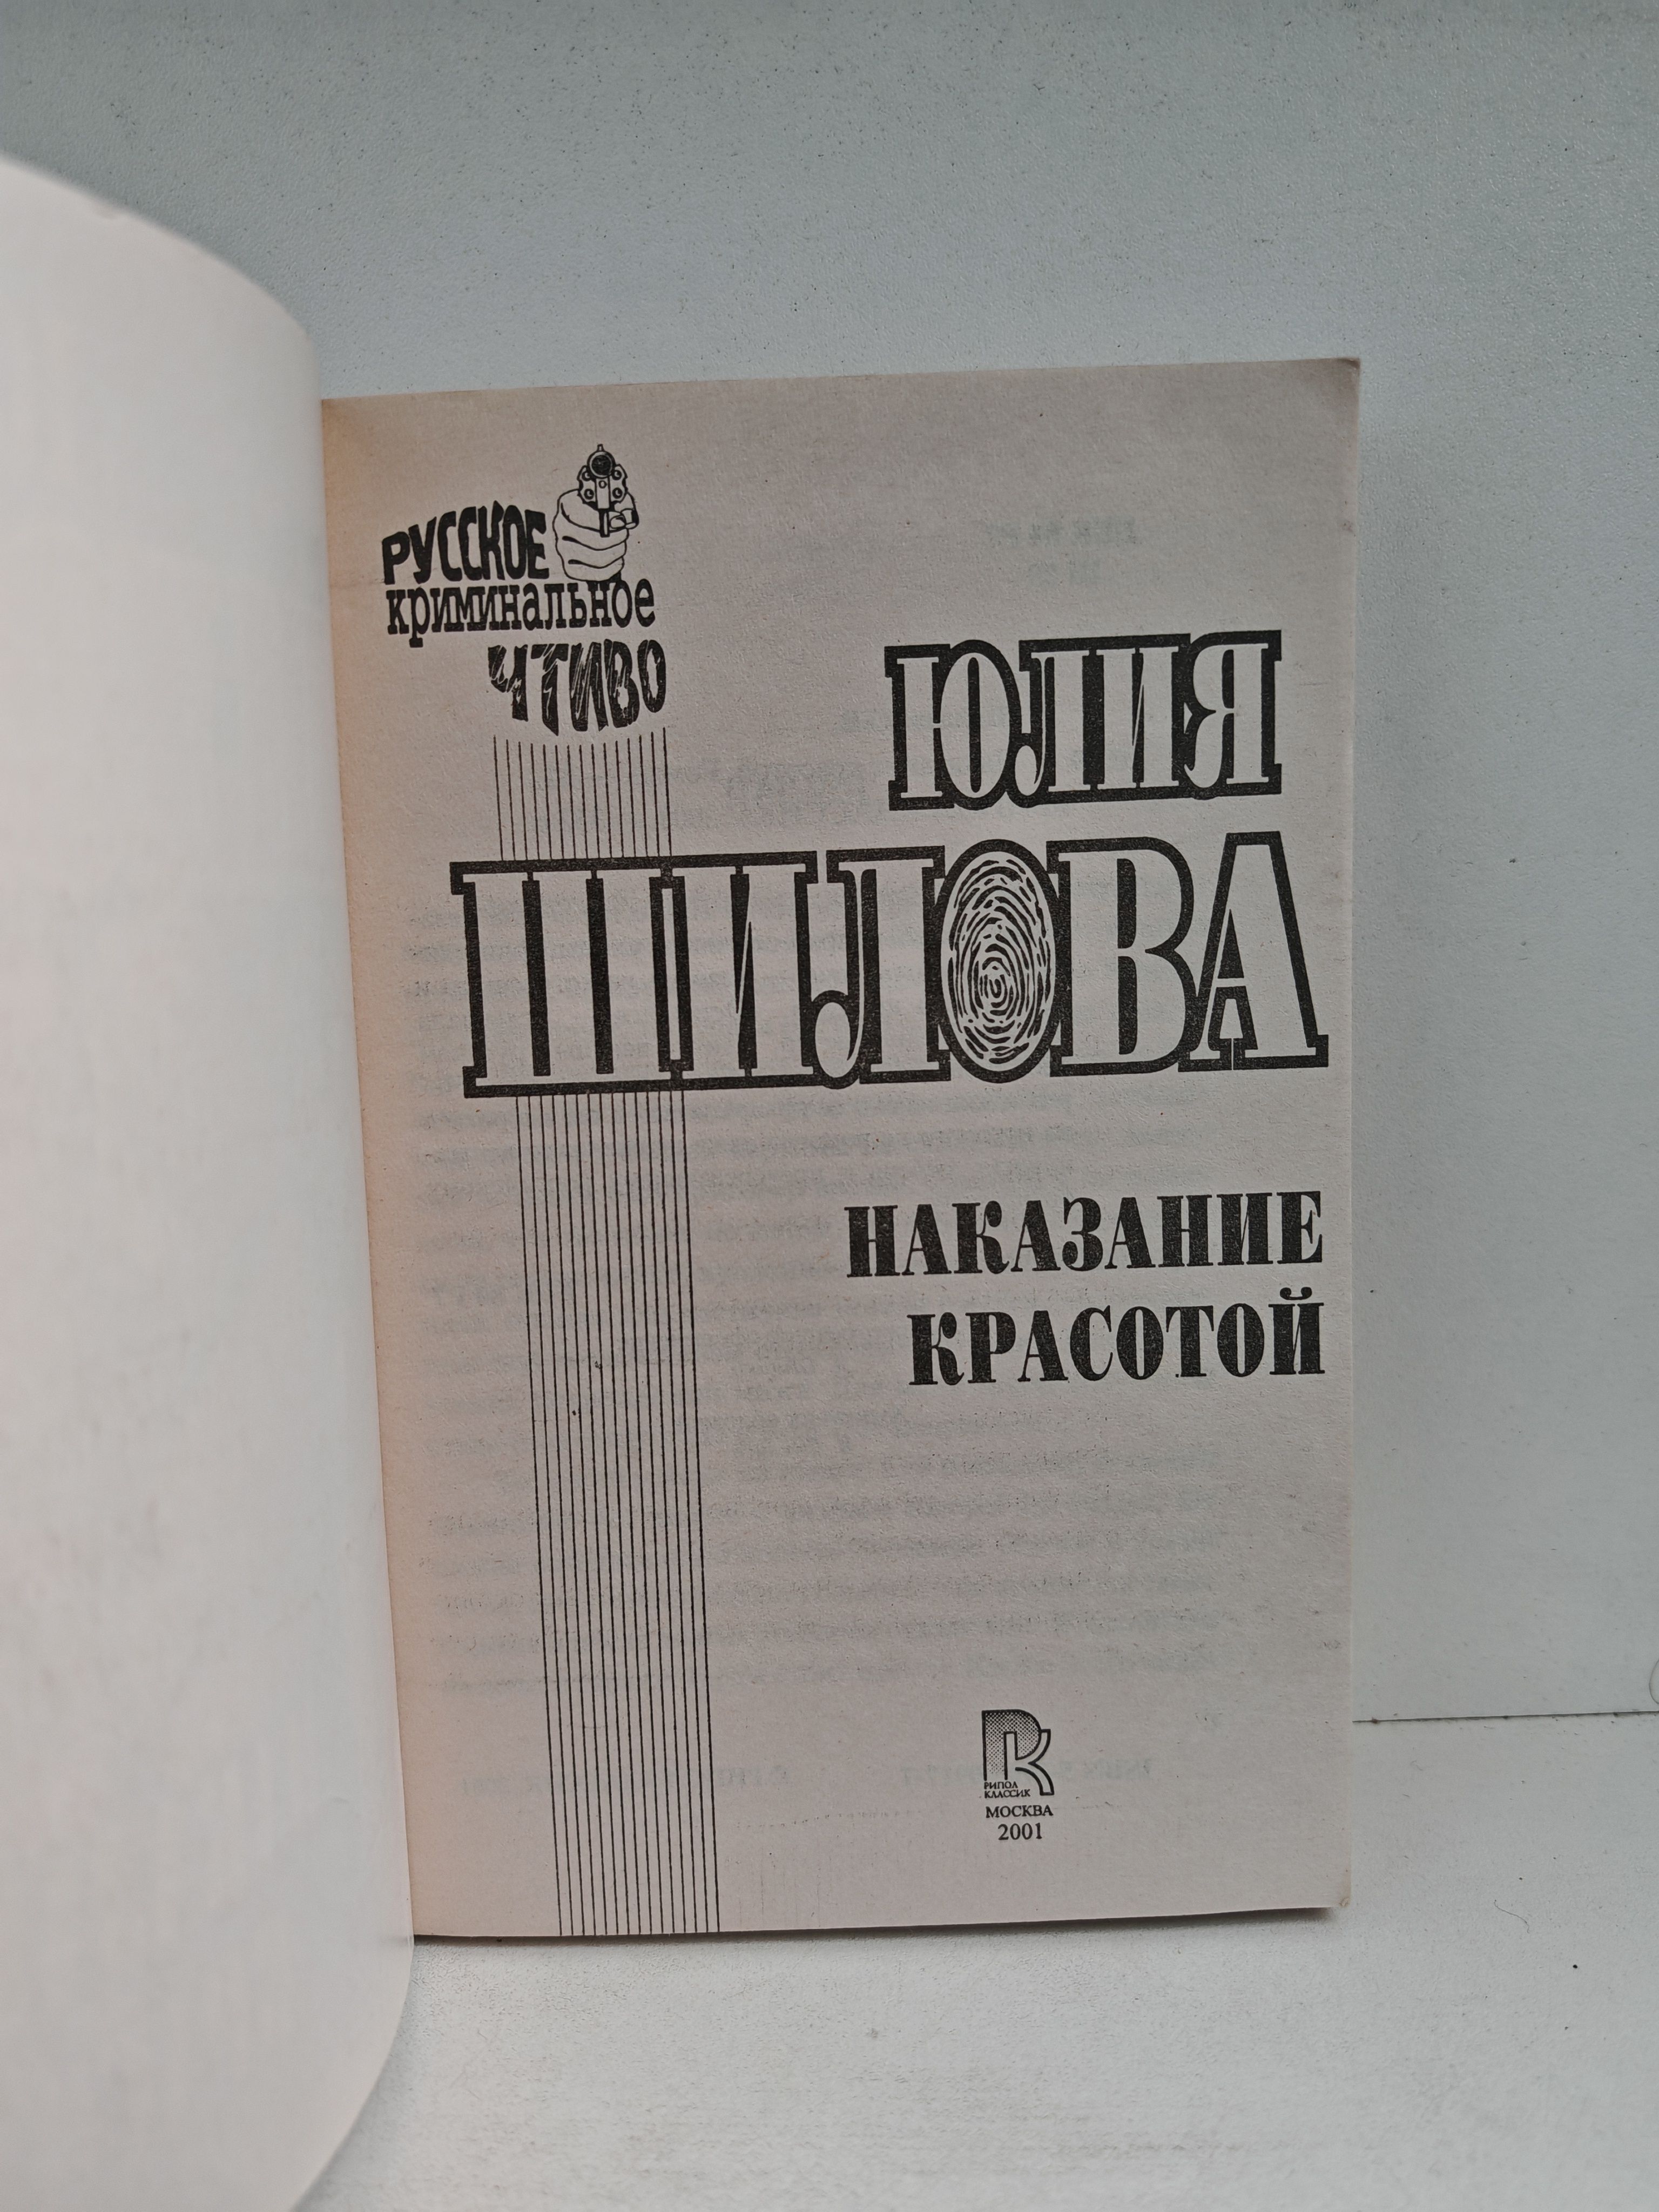 РУССКОЕ
криминальное
ЧТИВО
ЮЛИЯ
ШИЛОВА
НАКАЗАНИЕ
КРАСОТОЙ
РИПОЛ
КЛАССИК
МОСКВА
2001